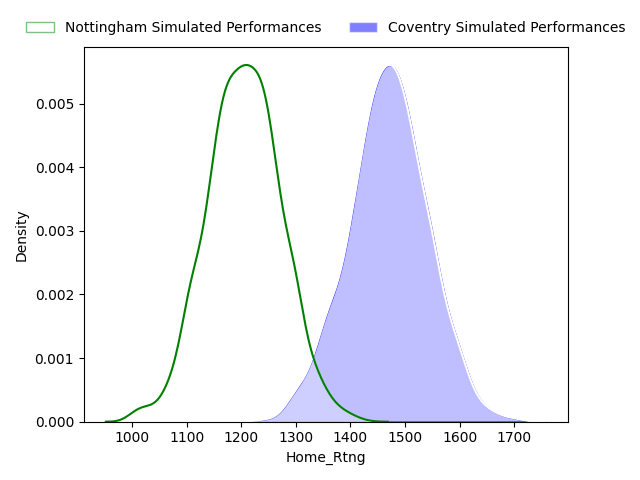 Nottingham Simulated Performances Coventry Simulated Performances
0.005
0.004
0.003
0.002
0.001
0.000
Density
1000 1100 1200 1300 1400 1500 1600 1700
Home_Rtng